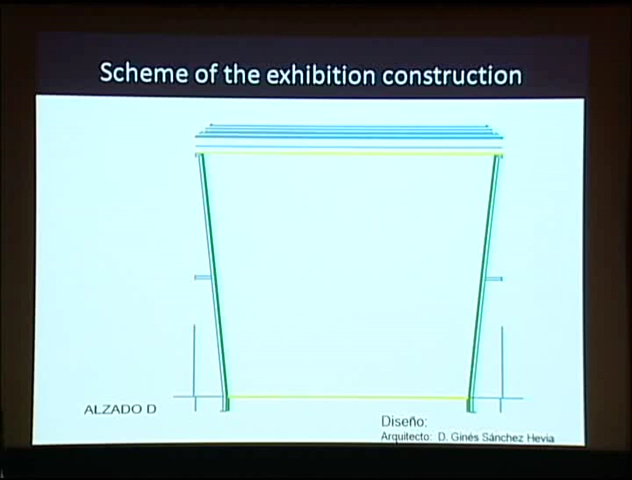 Scheme of the exhibition construction
ALZADO D
Diseño:
Arquitecto: D. Ginés Sánchez Hevia